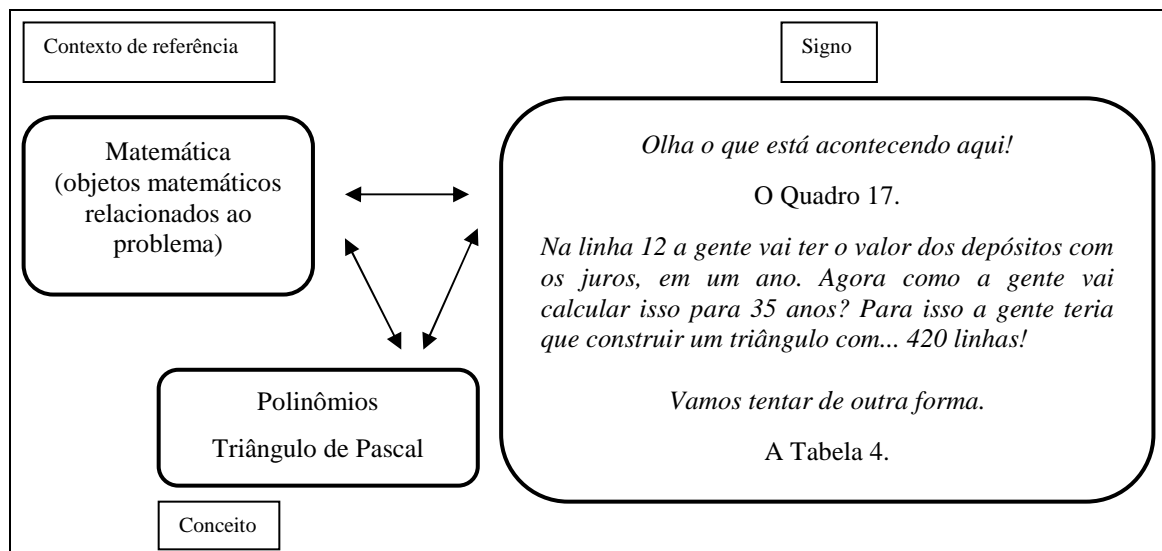 Contexto de referência
Signo
Matemática
(objetos matemáticos
relacionados ao
problema)
Olha o que está acontecendo aqui!
O Quadro 17.
Na linha 12 a gente vai ter o valor dos depósitos com
os juros, em um ano. Agora como a gente vai
calcular isso para 35 anos? Para isso a gente teria
que construir um triângulo com... 420 linhas!
Vamos tentar de outra forma.
A Tabela 4.
Polinômios
Triângulo de Pascal
Conceito